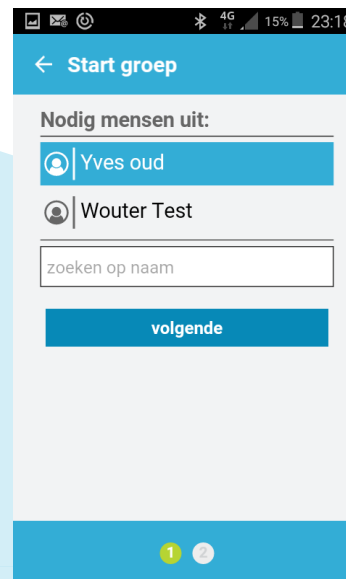 4G 15% 23:18
Start groep
Nodig mensen uit:
Yves oud
Wouter Test
zoeken op naam
volgende
1 2